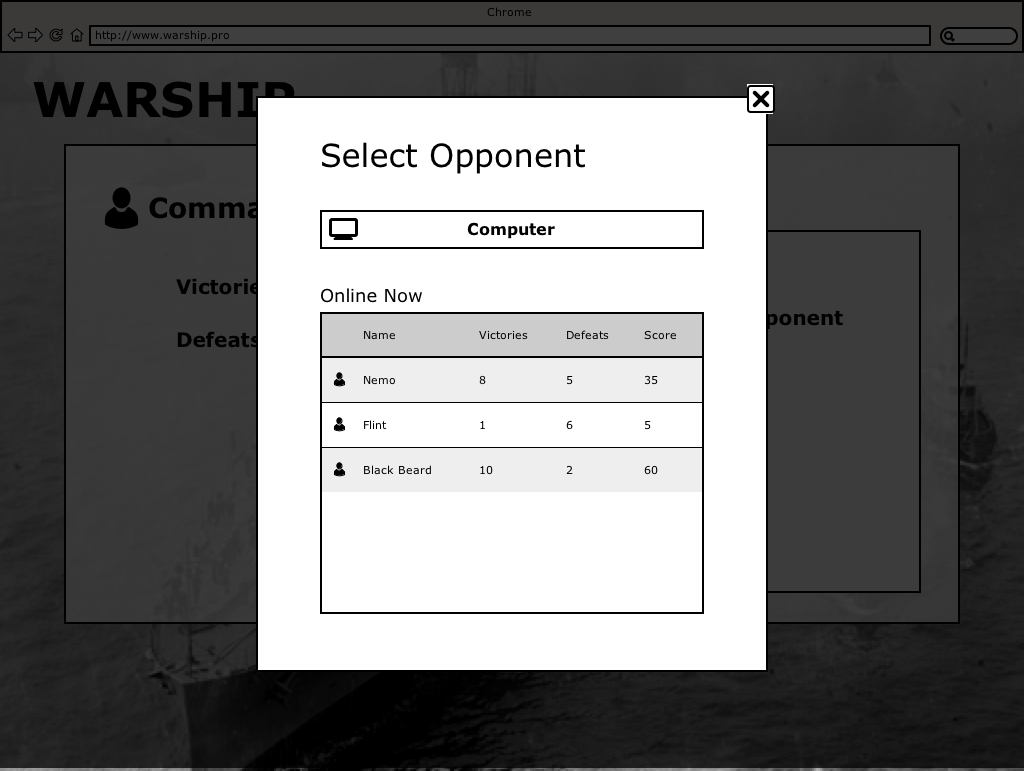 Chrome
http://www.warship.pro
WARSHIP
Select Opponent
Comma
Computer
Victorie
Defeats
ponent
Online Now
Name Victories Defeats Score
Nemo 8 5 35
Flint 1 6 5
Black Beard 10 2 60